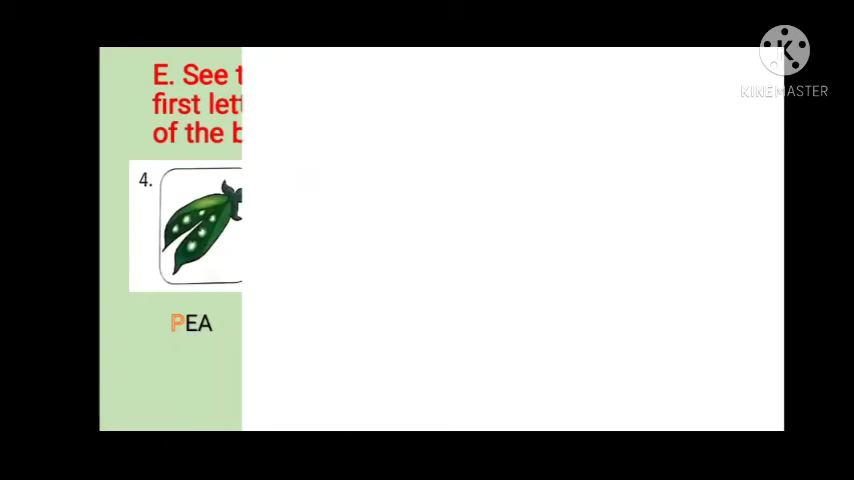 E. See t
first lett
of the b
4.
PEA
K
KINEMASTER